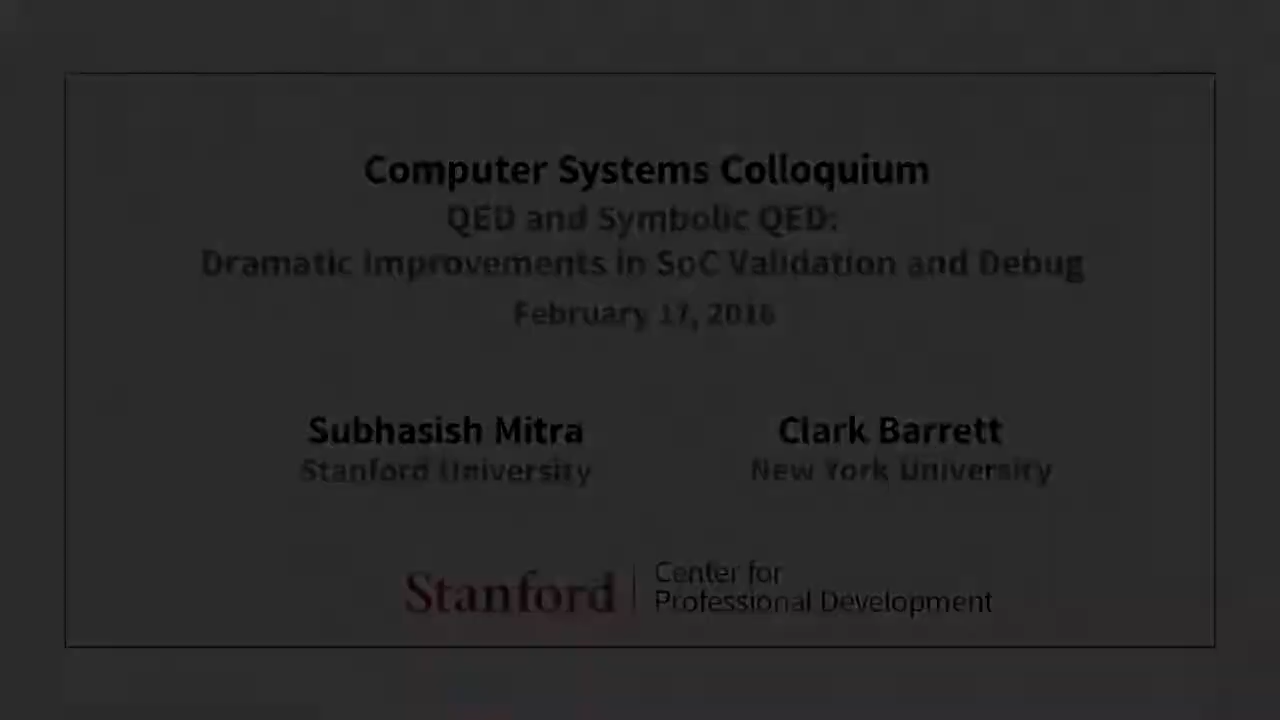 Computer Systems Colloquium
QED and Symbolic QED:
Dramatic Improvements in SoC Validation and Debug
February 17, 2016
Subhasish Mitra
Stanford University
Clark Barrett
New York University
Stanford
Center for
Professional Development